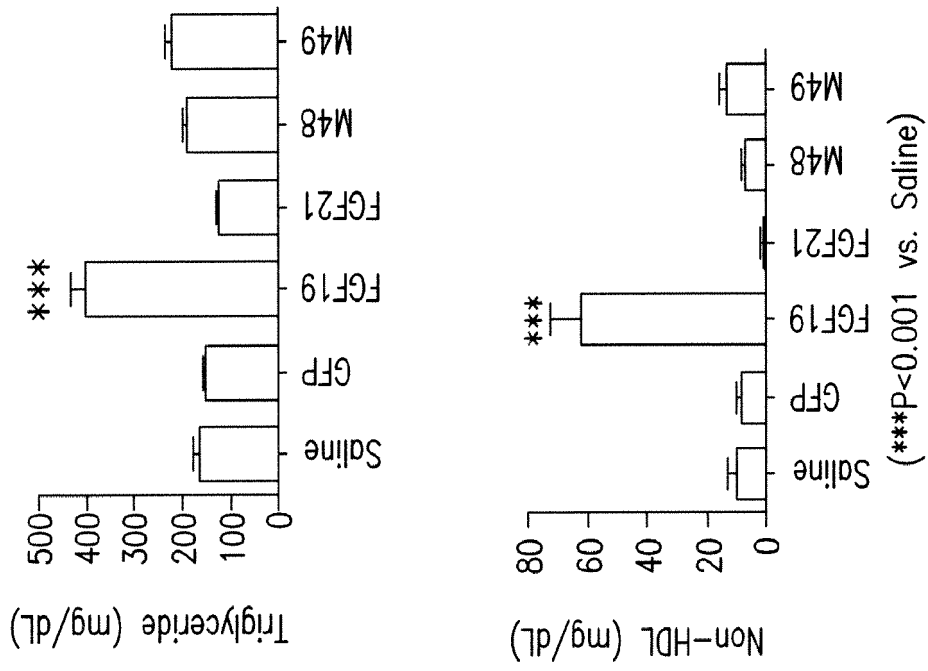 Triglyceride (mg/dL)
500
400
300
200
100
0
***
Saline
GFP
FGF19
FGF21
M48
M49
Non-HDL (mg/dL)
80
60
40
20
0
***
Saline
GFP
FGF19
FGF21
M48
M49
(***P<0.001 vs. Saline)